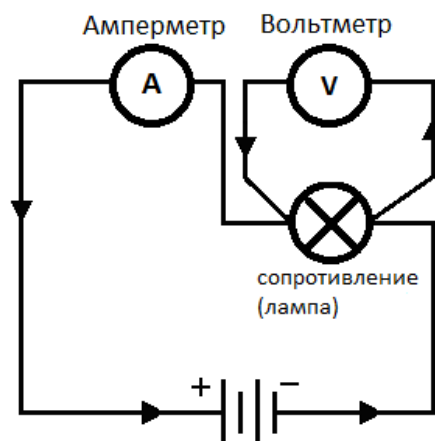 Амперметр
Вольтметр
A
V
сопротивление
(лампа)
+
−